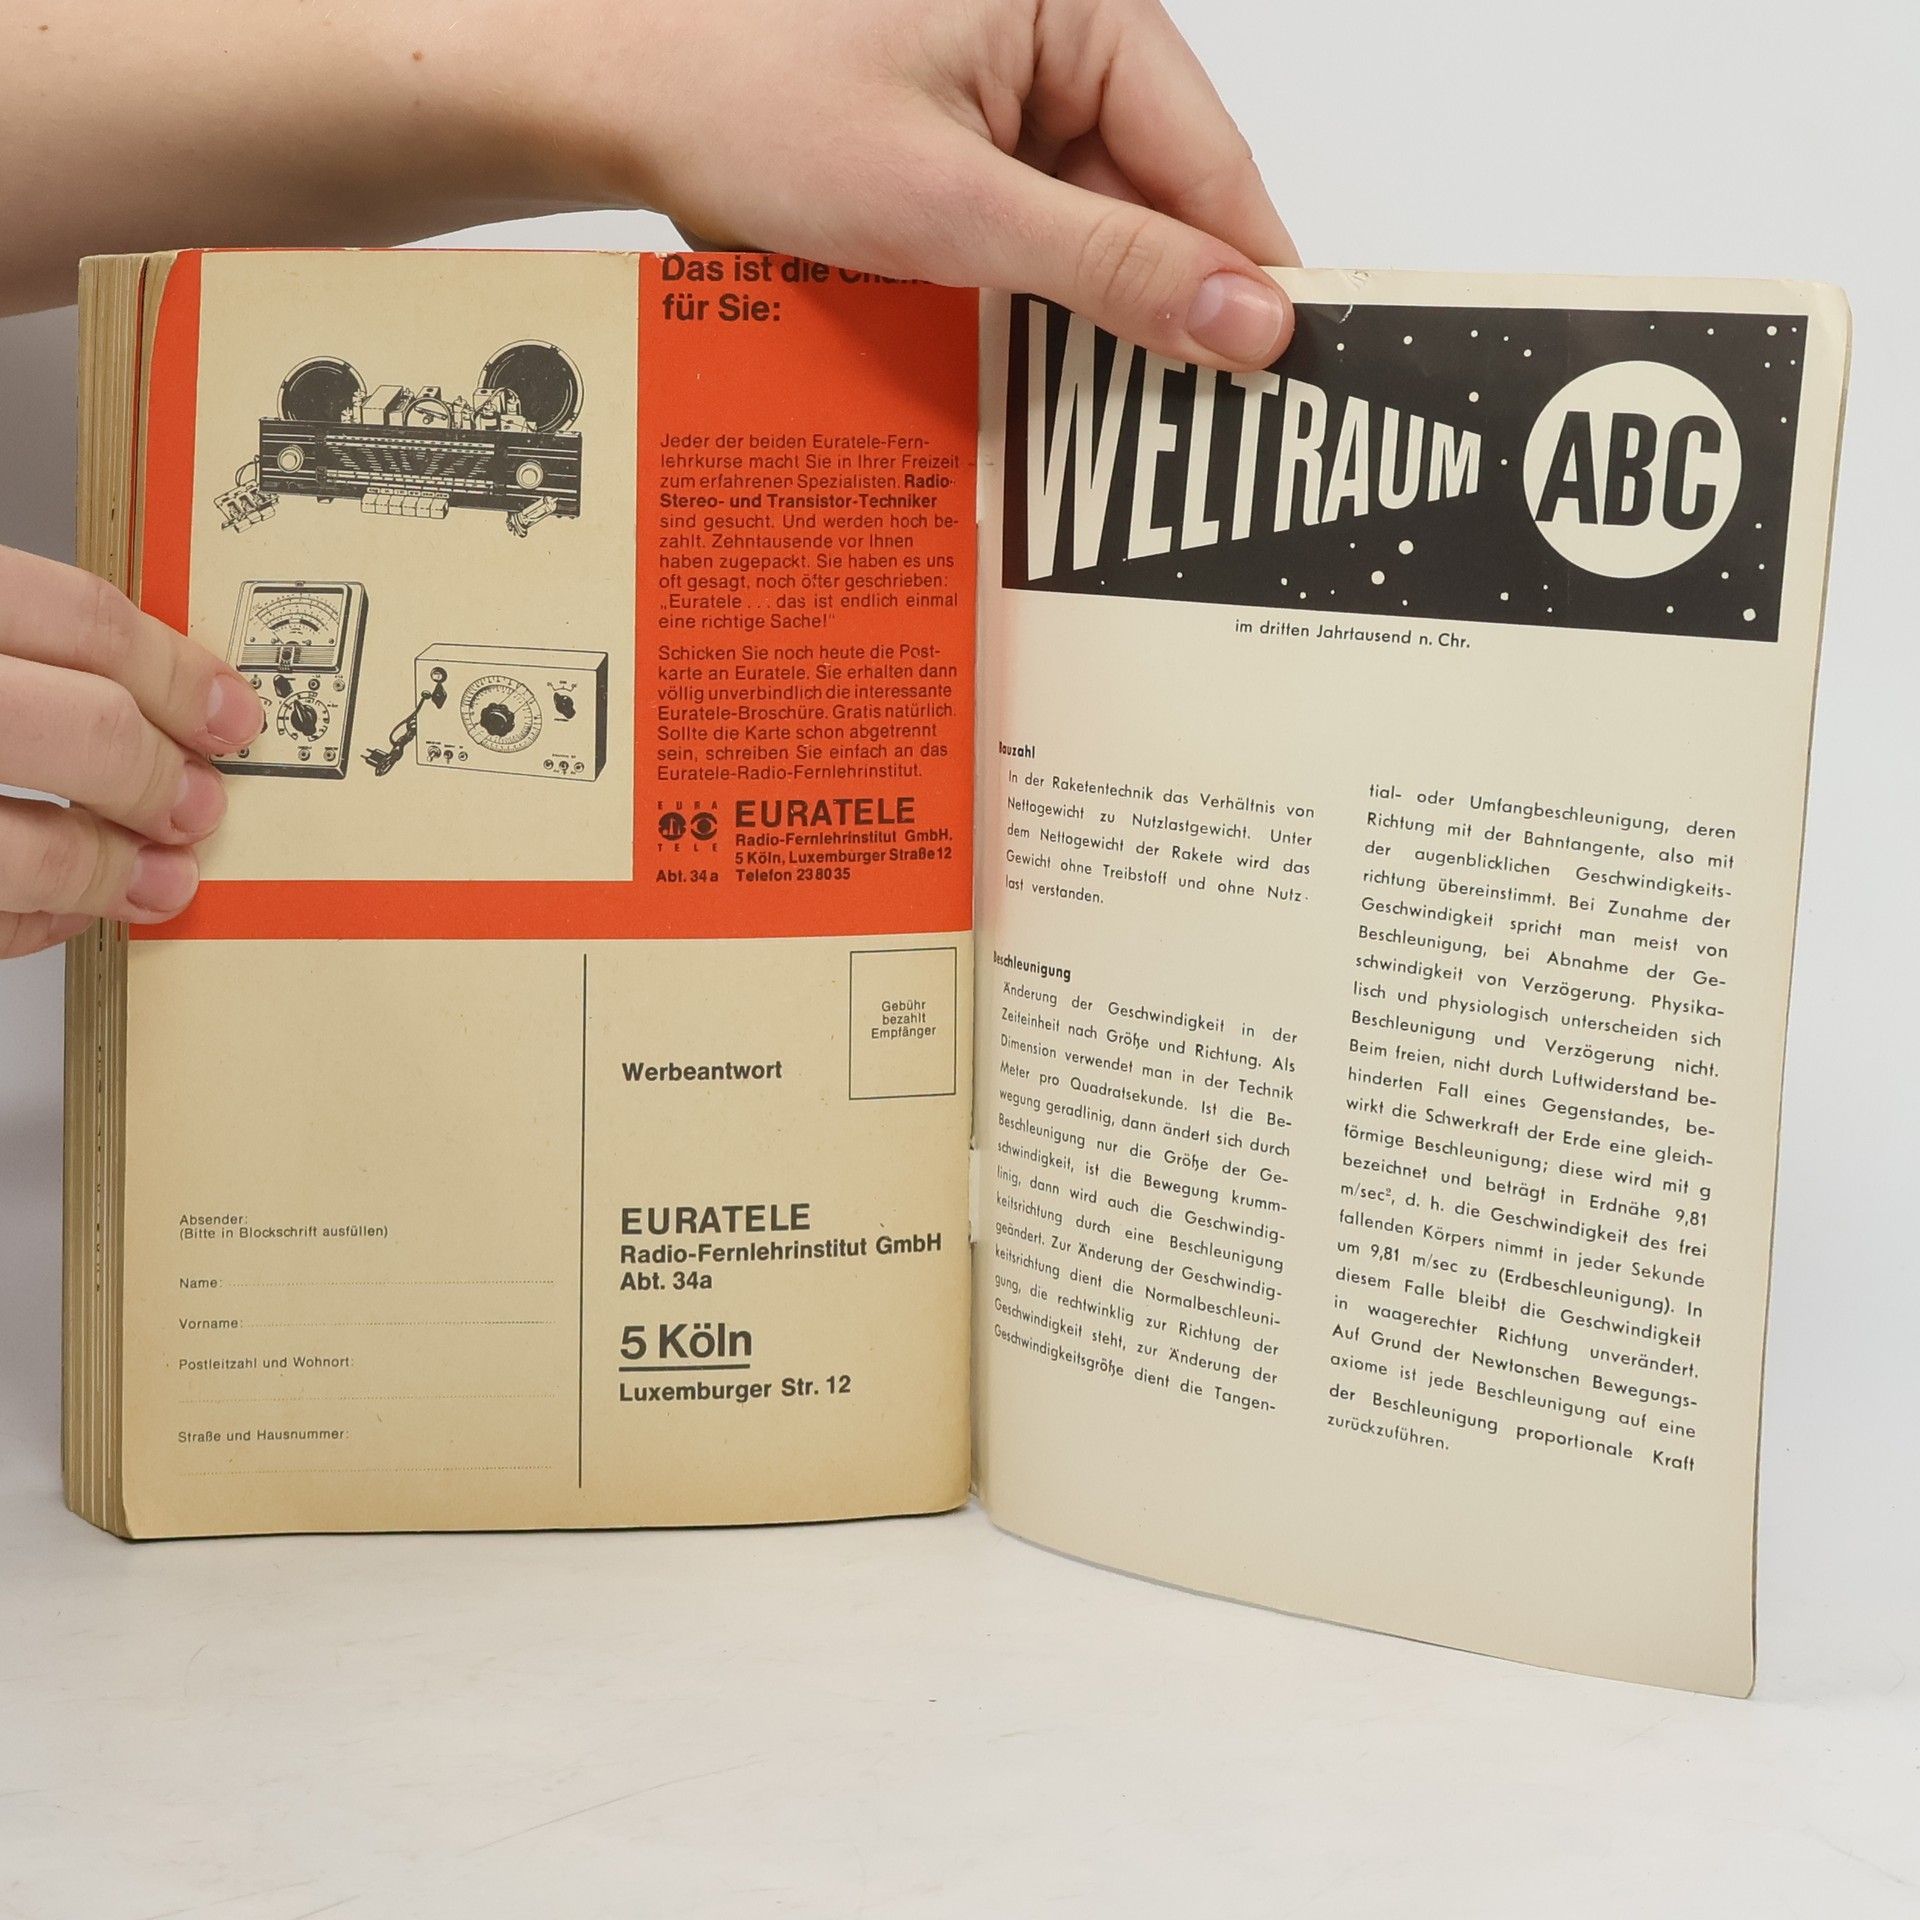 Das ist die
für Sie:
Jeder der beiden Euratele-Fern-
lehrkurse macht Sie in Ihrer Freizeit
zum erfahrenen Spezialisten. Radio-
Stereo- und Transistor-Techniker
sind gesucht. Und werden hoch be-
zahlt. Zehntausende vor Ihnen
haben zugepackt. Sie haben es uns
oft gesagt, noch öfter geschrieben:
„Euratele . . . das ist endlich einmal
eine richtige Sache!“
Schicken Sie noch heute die Post-
karte an Euratele. Sie erhalten dann
völlig unverbindlich die interessante
Euratele-Broschüre. Gratis natürlich.
Sollte die Karte schon abgetrennt
sein, schreiben Sie einfach an das
Euratele-Radio-Fernlehrinstitut.
EURA
TELE
EURATELE
Radio-Fernlehrinstitut GmbH.
5 Köln, Luxemburger Straße 12
Abt. 34a Telefon 238035
Gebühr
bezahlt
Empfänger
Werbeantwort
EURATELE
Radio-Fernlehrinstitut GmbH
Abt. 34a
5 Köln
Luxemburger Str. 12
Absender:
(Bitte in Blockschrift ausfüllen)
Name:
Vorname:
Postleitzahl und Wohnort:
Straße und Hausnummer:
WELTRAUM · ABC
im dritten Jahrtausend n. Chr.
Bauzahl
In der Raketentechnik das Verhältnis von
Nettogewicht zu Nutzlastgewicht. Unter
dem Nettogewicht der Rakete wird das
Gewicht ohne Treibstoff und ohne Nutz-
last verstanden.
Beschleunigung
Änderung der Geschwindigkeit in der
Zeiteinheit nach Größe und Richtung. Als
Dimension verwendet man in der Technik
Meter pro Quadratsekunde. Ist die Be-
wegung geradlinig, dann ändert sich durch
Beschleunigung nur die Größe der Ge-
schwindigkeit, ist die Bewegung krumm-
linig, dann wird auch die Geschwindig-
keitsrichtung durch eine Beschleunigung
geändert. Zur Änderung der Geschwindig-
keitsrichtung dient die Normalbeschleuni-
gung, die rechtwinklig zur Richtung der
Geschwindigkeit steht, zur Änderung der
Geschwindigkeitsgröße dient die Tangen-
tial- oder Umfangbeschleunigung, deren
Richtung mit der Bahntangente, also mit
der augenblicklichen Geschwindigkeits-
richtung übereinstimmt. Bei Zunahme der
Geschwindigkeit spricht man meist von
Beschleunigung, bei Abnahme der Ge-
schwindigkeit von Verzögerung. Physika-
lisch und physiologisch unterscheiden sich
Beschleunigung und Verzögerung nicht.
Beim freien, nicht durch Luftwiderstand be-
hinderten Fall eines Gegenstandes, be-
wirkt die Schwerkraft der Erde eine gleich-
förmige Beschleunigung; diese wird mit g
bezeichnet und beträgt in Erdnähe 9,81
m/sec², d. h. die Geschwindigkeit des frei
fallenden Körpers nimmt in jeder Sekunde
um 9,81 m/sec zu (Erdbeschleunigung). In
diesem Falle bleibt die Geschwindigkeit
in waagerechter Richtung unverändert.
Auf Grund der Newtonschen Bewegungs-
axiome ist jede Beschleunigung auf eine
der Beschleunigung proportionale Kraft
zurückzuführen.